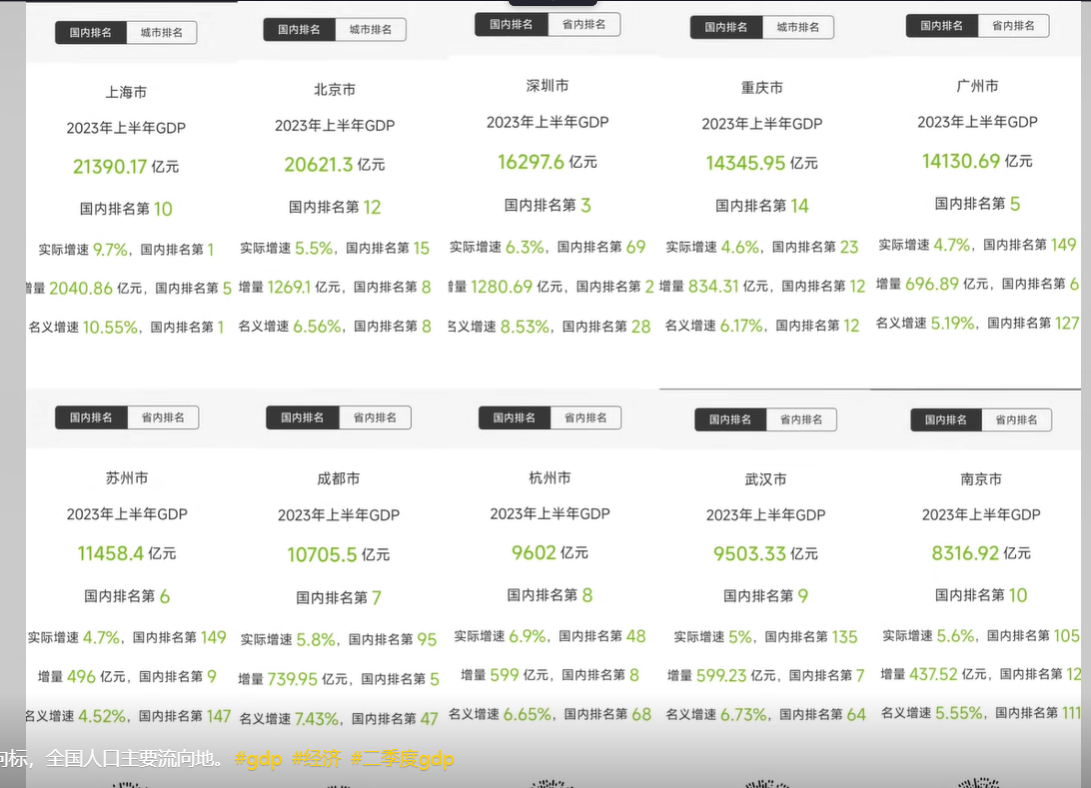 国内排名 城市排名
上海市
2023年上半年GDP
21390.17 亿元
国内排名第 10
实际增速 9.7%，国内排名第 1
增量 2040.86 亿元，国内排名第 5
名义增速 10.55%，国内排名第 1
国内排名 城市排名
北京市
2023年上半年GDP
20621.3 亿元
国内排名第 12
实际增速 5.5%，国内排名第 15
增量 1269.1 亿元，国内排名第 8
名义增速 6.56%，国内排名第 8
国内排名 省内排名
深圳市
2023年上半年GDP
16297.6 亿元
国内排名第 3
实际增速 6.3%，国内排名第 69
增量 1280.69 亿元，国内排名第 2
名义增速 8.53%，国内排名第 28
国内排名 城市排名
重庆市
2023年上半年GDP
14345.95 亿元
国内排名第 14
实际增速 4.6%，国内排名第 23
增量 834.31 亿元，国内排名第 12
名义增速 6.17%，国内排名第 12
国内排名 省内排名
广州市
2023年上半年GDP
14130.69 亿元
国内排名第 5
实际增速 4.7%，国内排名第 149
增量 696.89 亿元，国内排名第 6
名义增速 5.19%，国内排名第 127
国内排名 省内排名
苏州市
2023年上半年GDP
11458.4 亿元
国内排名第 6
实际增速 4.7%，国内排名第 149
增量 496 亿元，国内排名第 9
名义增速 4.52%，国内排名第 147
国内排名 省内排名
成都市
2023年上半年GDP
10705.5 亿元
国内排名第 7
实际增速 5.8%，国内排名第 95
增量 739.95 亿元，国内排名第 5
名义增速 7.43%，国内排名第 47
国内排名 省内排名
杭州市
2023年上半年GDP
9602 亿元
国内排名第 8
实际增速 6.9%，国内排名第 48
增量 599 亿元，国内排名第 8
名义增速 6.65%，国内排名第 68
国内排名 省内排名
武汉市
2023年上半年GDP
9503.33 亿元
国内排名第 9
实际增速 5%，国内排名第 135
增量 599.23 亿元，国内排名第 7
名义增速 6.73%，国内排名第 64
国内排名 省内排名
南京市
2023年上半年GDP
8316.92 亿元
国内排名第 10
实际增速 5.6%，国内排名第 105
增量 437.52 亿元，国内排名第 12
名义增速 5.55%，国内排名第 111
向标，全国人口主要流向地。#gdp #经济 #二季度gdp